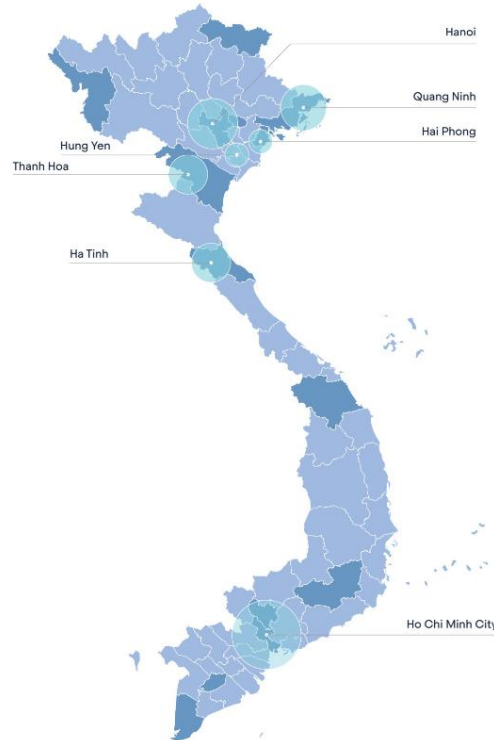 Hanoi
Quang Ninh
Hai Phong
Hung Yen
Thanh Hoa
Ha Tinh
Ho Chi Minh City